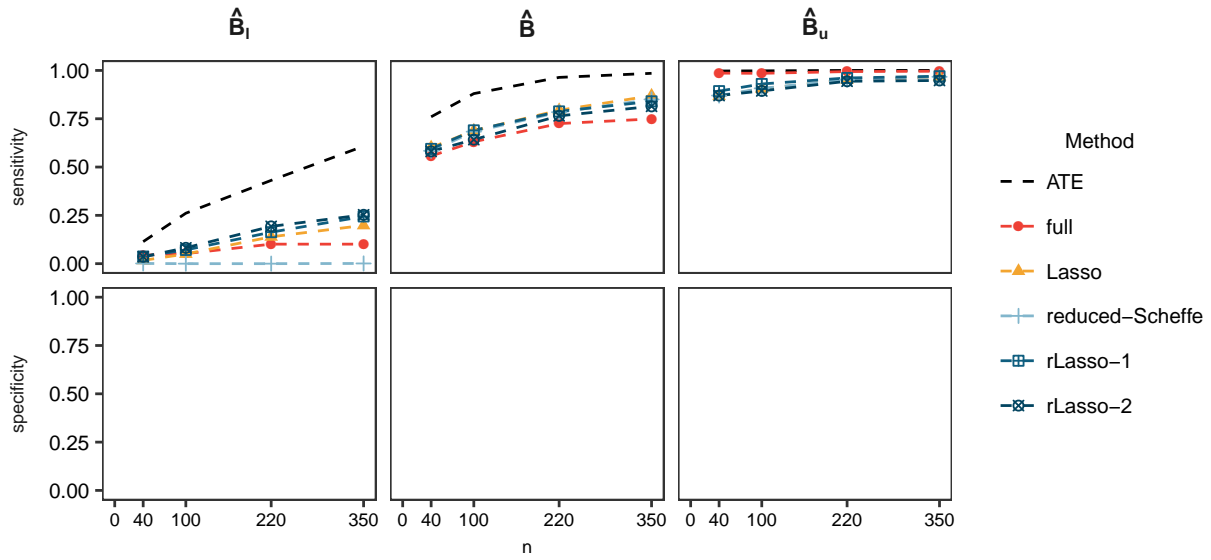 B̂ₗ B̂ B̂ᵤ
sensitivity
1.00
0.75
0.50
0.25
0.00
specificity
1.00
0.75
0.50
0.25
0.00
0 40 100 220 350 0 40 100 220 350 0 40 100 220 350
n
Method
ATE
full
Lasso
reduced−Scheffe
rLasso−1
rLasso−2